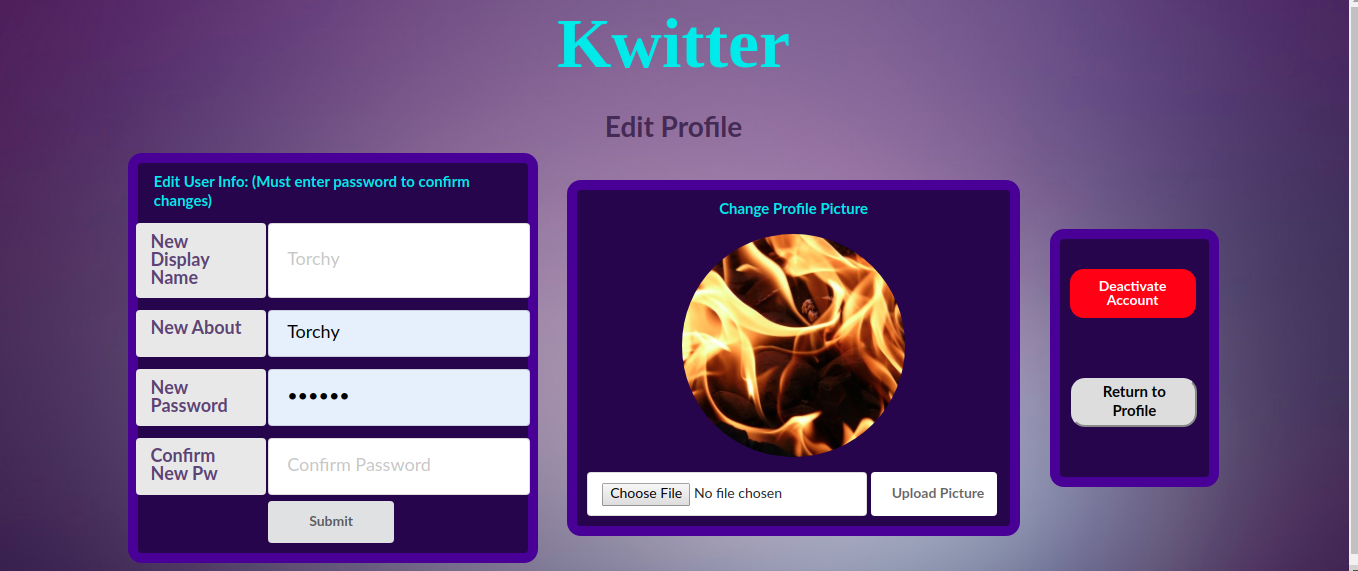 Kwitter
Edit Profile
Edit User Info: (Must enter password to confirm
changes)
New
Display
Name
Torchy
New About
Torchy
New
Password
••••••
Confirm
New Pw
Confirm Password
Submit
Change Profile Picture
Choose File No file chosen
Upload Picture
Deactivate
Account
Return to
Profile